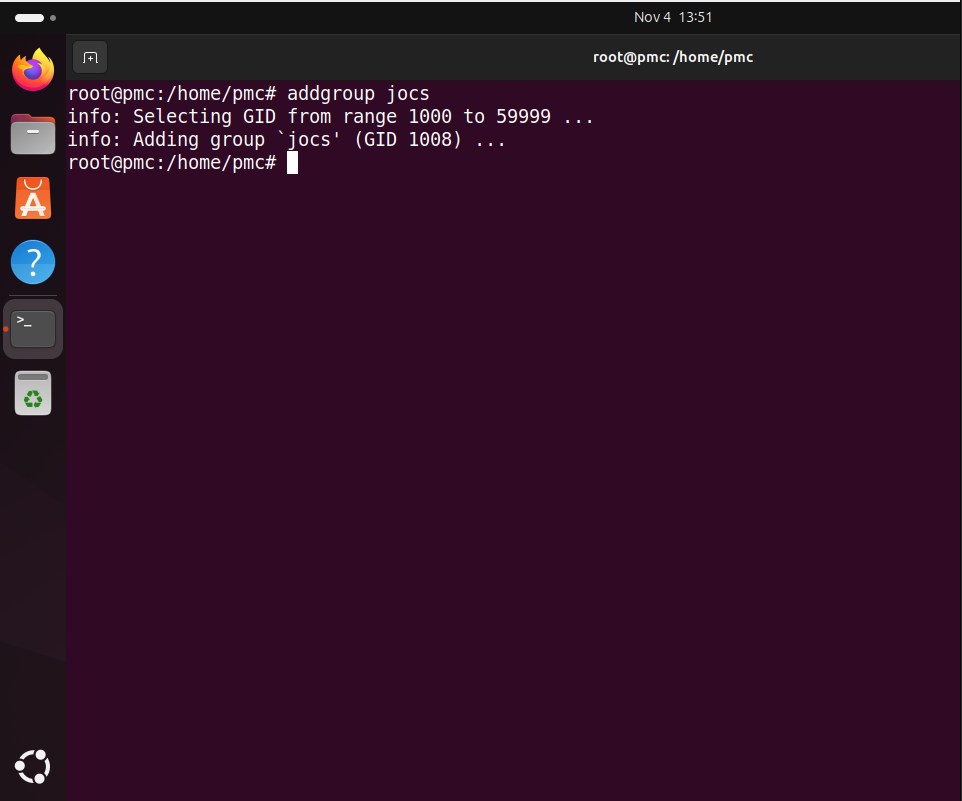 Nov 4 13:51
root@pmc: /home/pmc
root@pmc:/home/pmc# addgroup jocs
info: Selecting GID from range 1000 to 59999 ...
info: Adding group `jocs' (GID 1008) ...
root@pmc:/home/pmc#
?
>_